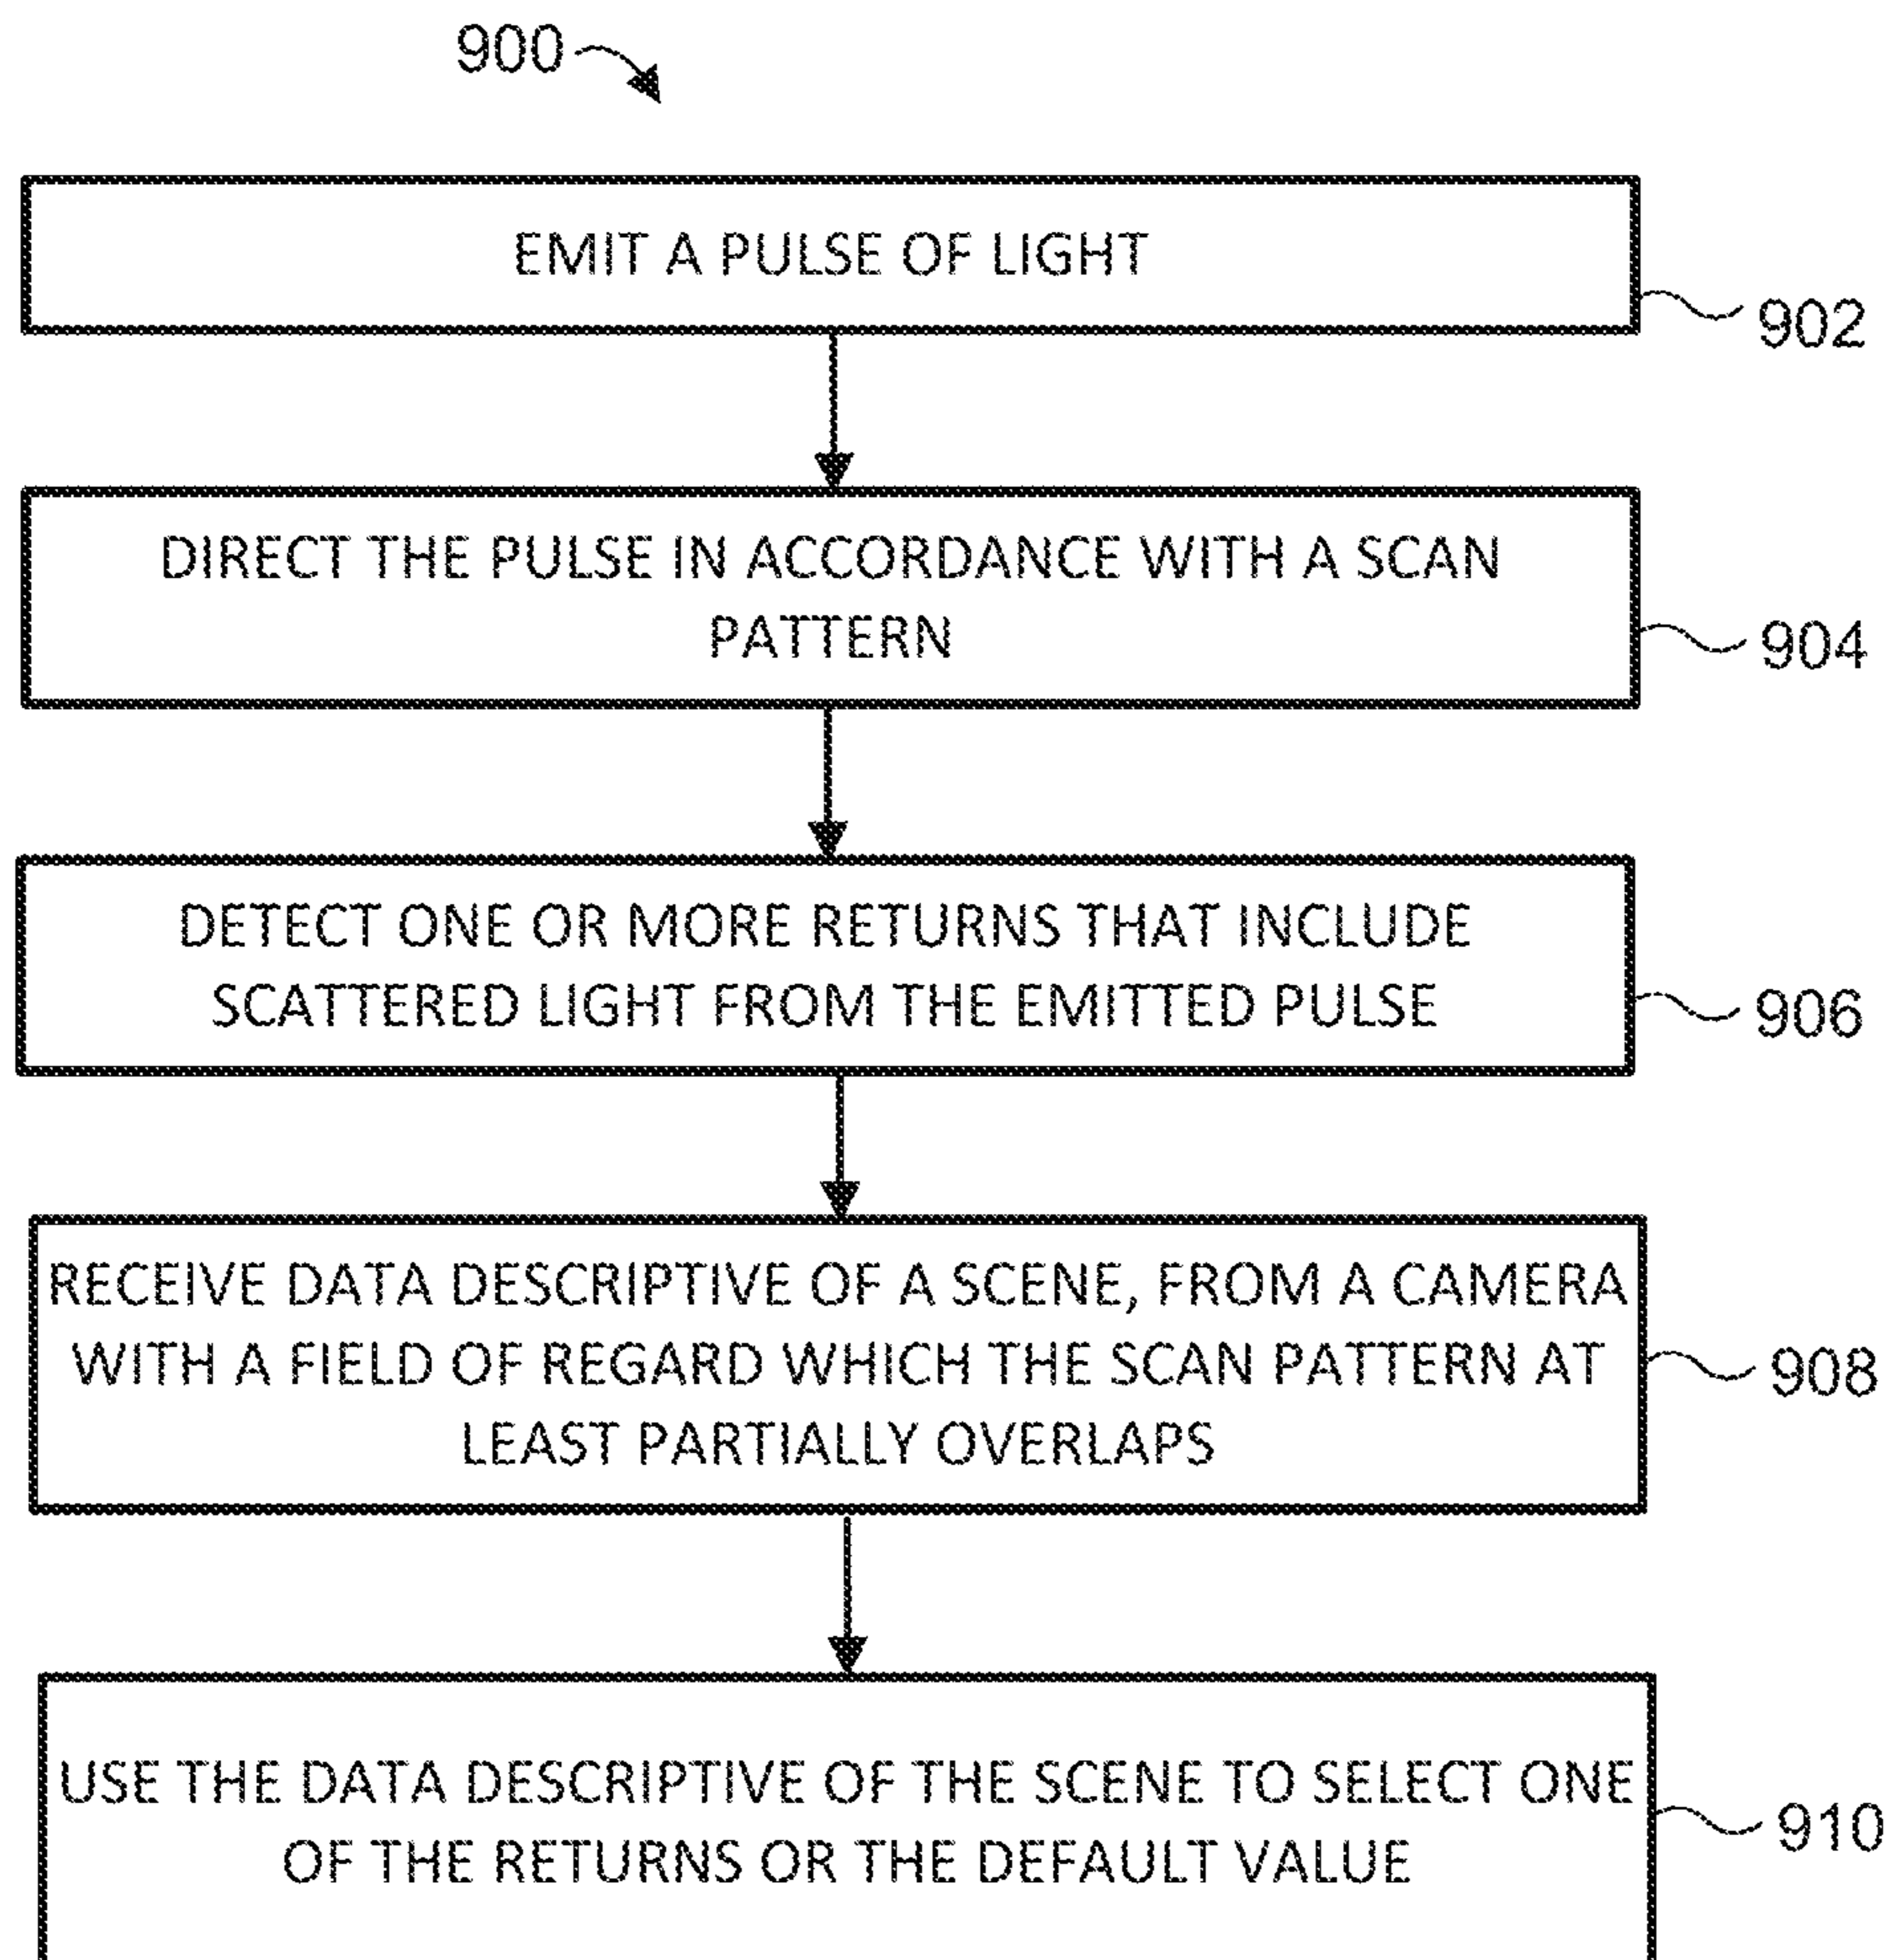 900
EMIT A PULSE OF LIGHT
902
DIRECT THE PULSE IN ACCORDANCE WITH A SCAN
PATTERN
904
DETECT ONE OR MORE RETURNS THAT INCLUDE
SCATTERED LIGHT FROM THE EMITTED PULSE
906
RECEIVE DATA DESCRIPTIVE OF A SCENE, FROM A CAMERA
WITH A FIELD OF REGARD WHICH THE SCAN PATTERN AT
LEAST PARTIALLY OVERLAPS
908
USE THE DATA DESCRIPTIVE OF THE SCENE TO SELECT ONE
OF THE RETURNS OR THE DEFAULT VALUE
910